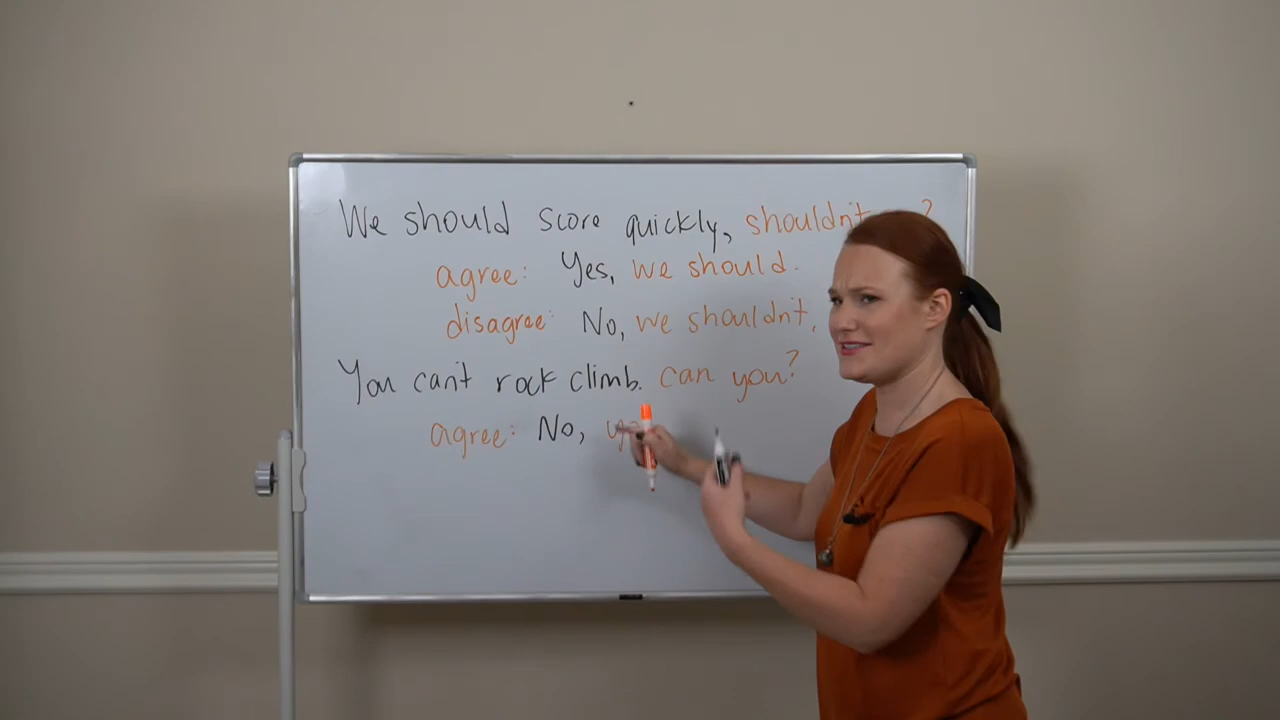 We should score quickly, shouldn't ?
agree: Yes, we should.
disagree: No, we shouldn't.
You can't rock climb. can you?
agree: No,